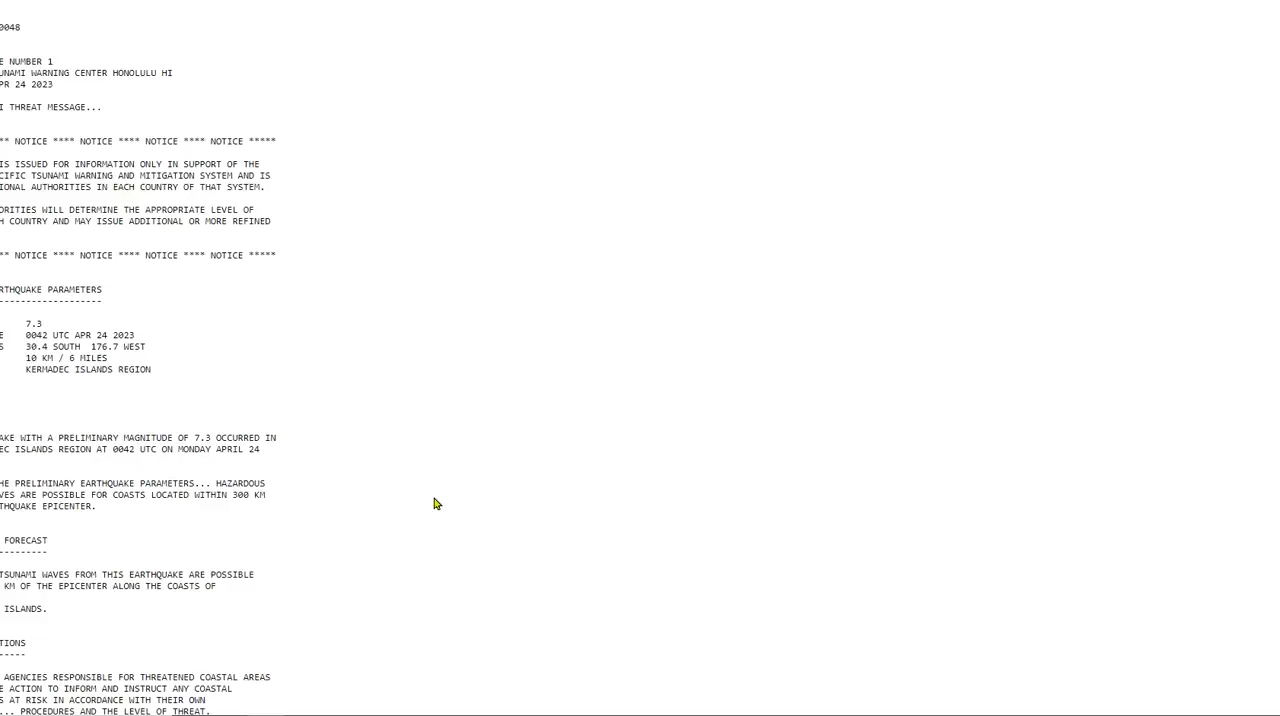 0048
E NUMBER 1
UNAMI WARNING CENTER HONOLULU HI
PR 24 2023
I THREAT MESSAGE...
** NOTICE **** NOTICE **** NOTICE **** NOTICE *****
IS ISSUED FOR INFORMATION ONLY IN SUPPORT OF THE
CIFIC TSUNAMI WARNING AND MITIGATION SYSTEM AND IS
IONAL AUTHORITIES IN EACH COUNTRY OF THAT SYSTEM.
ORITIES WILL DETERMINE THE APPROPRIATE LEVEL OF
H COUNTRY AND MAY ISSUE ADDITIONAL OR MORE REFINED
** NOTICE **** NOTICE **** NOTICE **** NOTICE *****
RTHQUAKE PARAMETERS
-------------------
7.3
E 0042 UTC APR 24 2023
S 30.4 SOUTH 176.7 WEST
10 KM / 6 MILES
KERMADEC ISLANDS REGION
AKE WITH A PRELIMINARY MAGNITUDE OF 7.3 OCCURRED IN
EC ISLANDS REGION AT 0042 UTC ON MONDAY APRIL 24
HE PRELIMINARY EARTHQUAKE PARAMETERS... HAZARDOUS
VES ARE POSSIBLE FOR COASTS LOCATED WITHIN 300 KM
THQUAKE EPICENTER.
FORECAST
---------
TSUNAMI WAVES FROM THIS EARTHQUAKE ARE POSSIBLE
KM OF THE EPICENTER ALONG THE COASTS OF
ISLANDS.
TIONS
-----
AGENCIES RESPONSIBLE FOR THREATENED COASTAL AREAS
E ACTION TO INFORM AND INSTRUCT ANY COASTAL
S AT RISK IN ACCORDANCE WITH THEIR OWN
... PROCEDURES AND THE LEVEL OF THREAT.